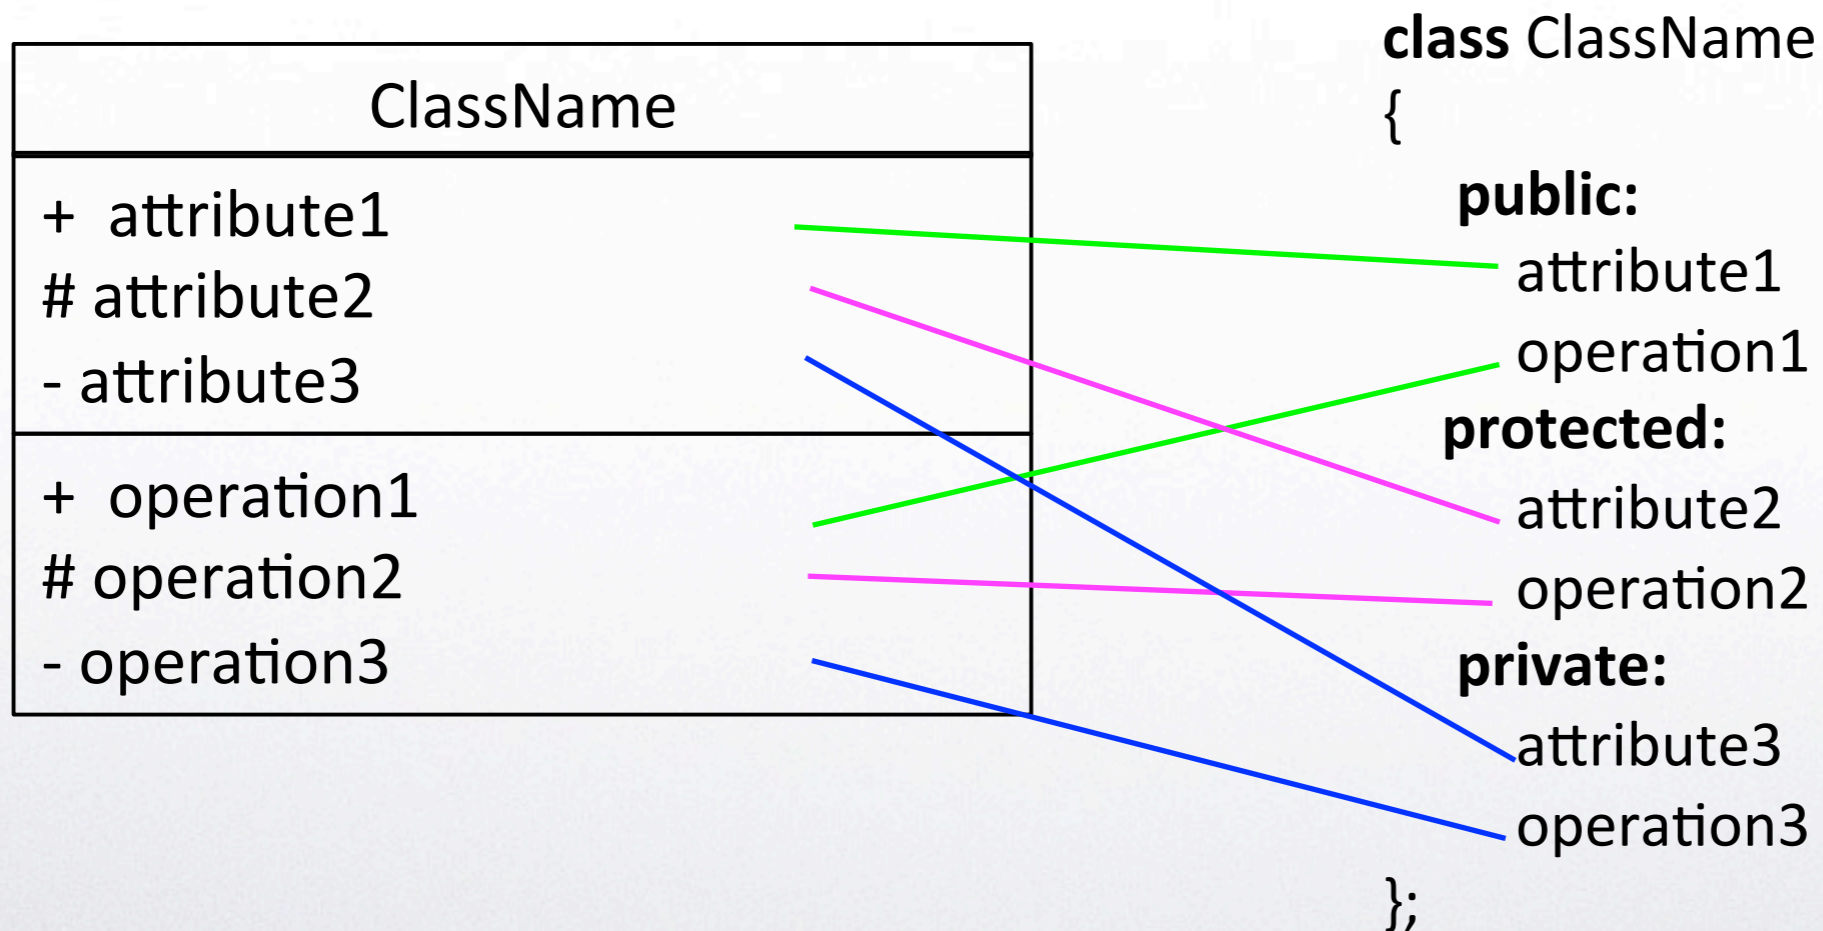 ClassName
+ attribute1
# attribute2
- attribute3
+ operation1
# operation2
- operation3
class ClassName
{
public:
attribute1
operation1
protected:
attribute2
operation2
private:
attribute3
operation3
};